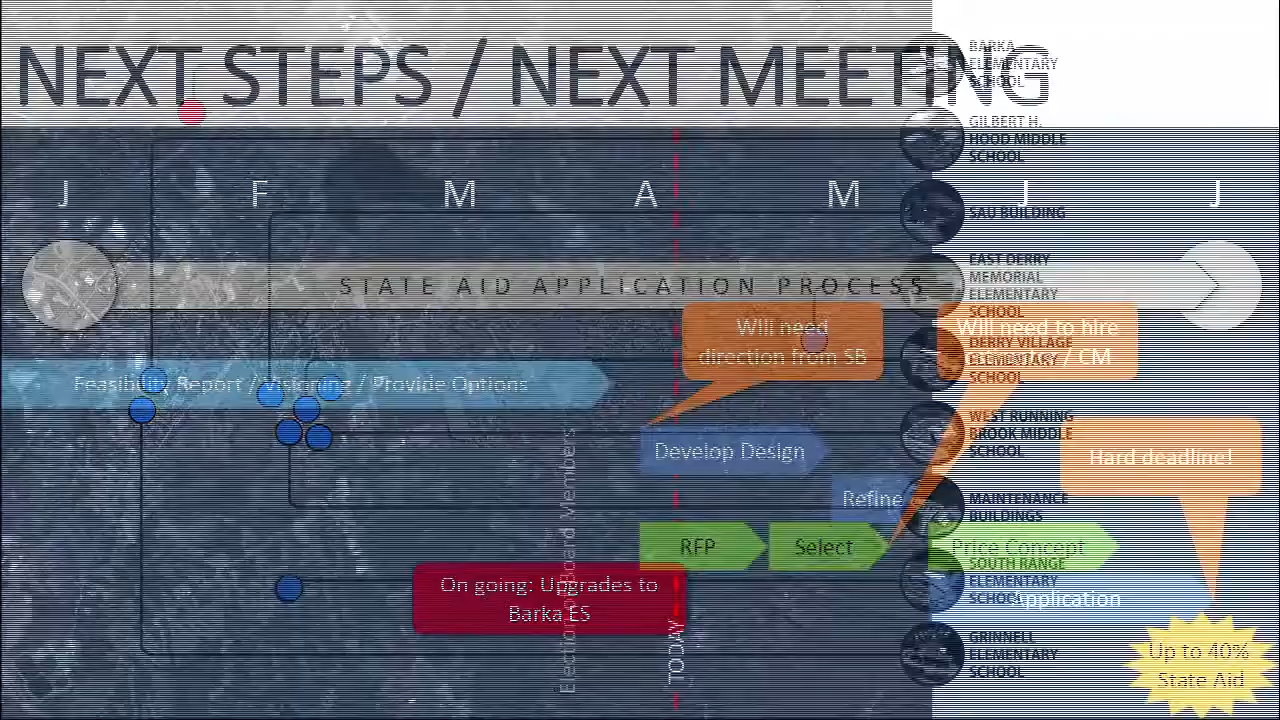 NEXT STEPS / NEXT MEETING
BARKA
ELEMENTARY
SCHOOL
GILBERT H.
HOOD MIDDLE
SCHOOL
J F M A M J J
SAU BUILDING
STATE AID APPLICATION PROCESS
EAST DERRY
MEMORIAL
ELEMENTARY
SCHOOL
Will need
direction from SB
Will need to hire
/ CM
DERRY VILLAGE
ELEMENTARY
SCHOOL
Feasibility Report / Visioning / Provide Options
WEST RUNNING
BROOK MIDDLE
SCHOOL
Develop Design
Hard deadline!
Refine
MAINTENANCE
BUILDINGS
RFP
Select
Price Concept
SOUTH RANGE
ELEMENTARY
SCHOOL
Application
On going: Upgrades to
Barka ES
Election Board Members
TODAY
GRINNELL
ELEMENTARY
SCHOOL
Up to 40%
State Aid